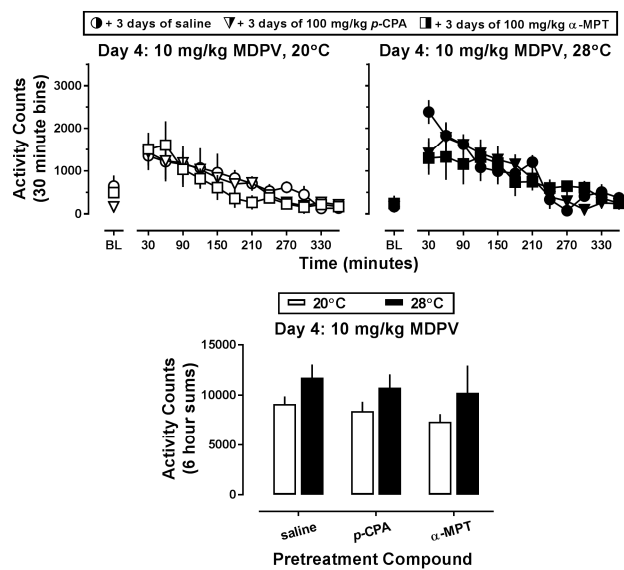 + 3 days of saline + 3 days of 100 mg/kg p-CPA + 3 days of 100 mg/kg α-MPT
Day 4: 10 mg/kg MDPV, 20°C
Day 4: 10 mg/kg MDPV, 28°C
Activity Counts
(30 minute bins)
3000
2000
1000
0
BL 30 90 150 210 270 330
BL 30 90 150 210 270 330
Time (minutes)
20°C 28°C
Day 4: 10 mg/kg MDPV
Activity Counts
(6 hour sums)
15000
10000
5000
0
saline p-CPA α-MPT
Pretreatment Compound